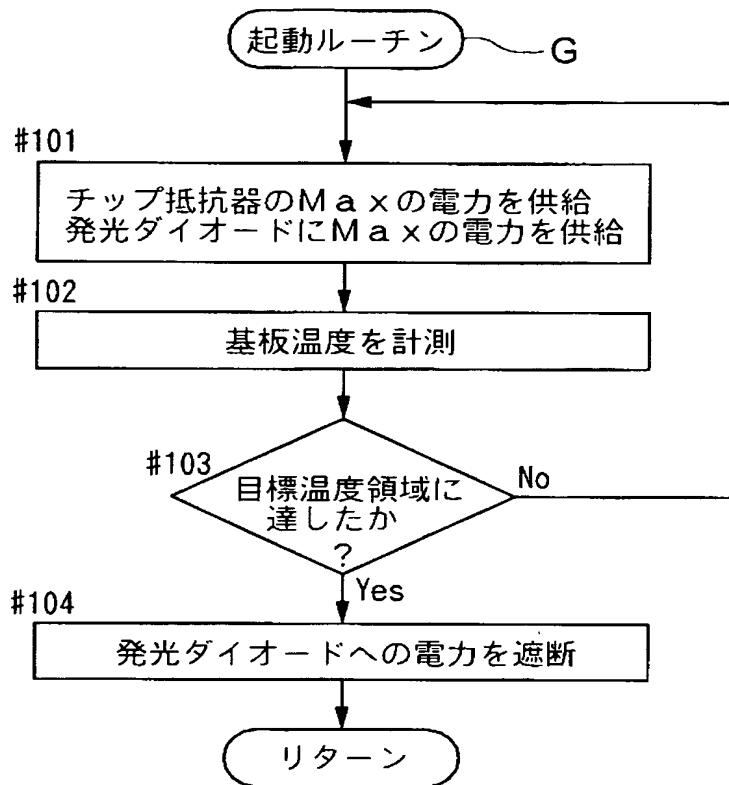 起動ルーチン
G
#101
チップ抵抗器のMaxの電力を供給
発光ダイオードにMaxの電力を供給
#102
基板温度を計測
#103
目標温度領域に
達したか
?
No
Yes
#104
発光ダイオードへの電力を遮断
リターン